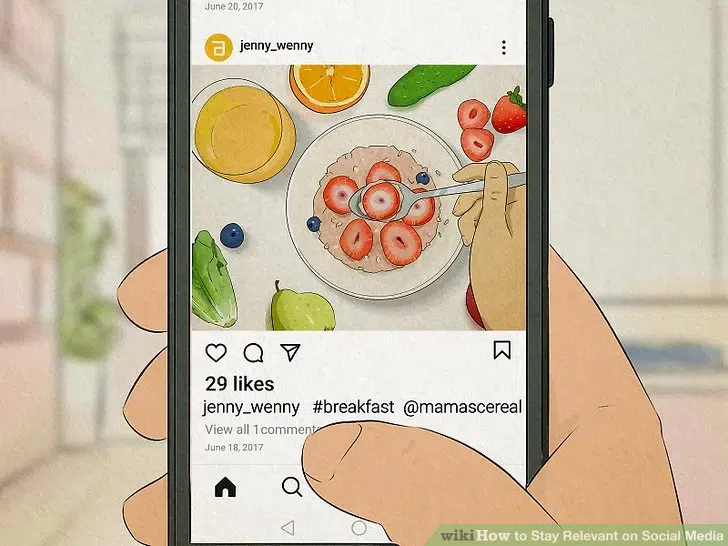 June 20, 2017
a jenny_wenny
29 likes
jenny_wenny #breakfast @mamascereal
View all 1 comments
June 18, 2017
wikiHow to Stay Relevant on Social Media